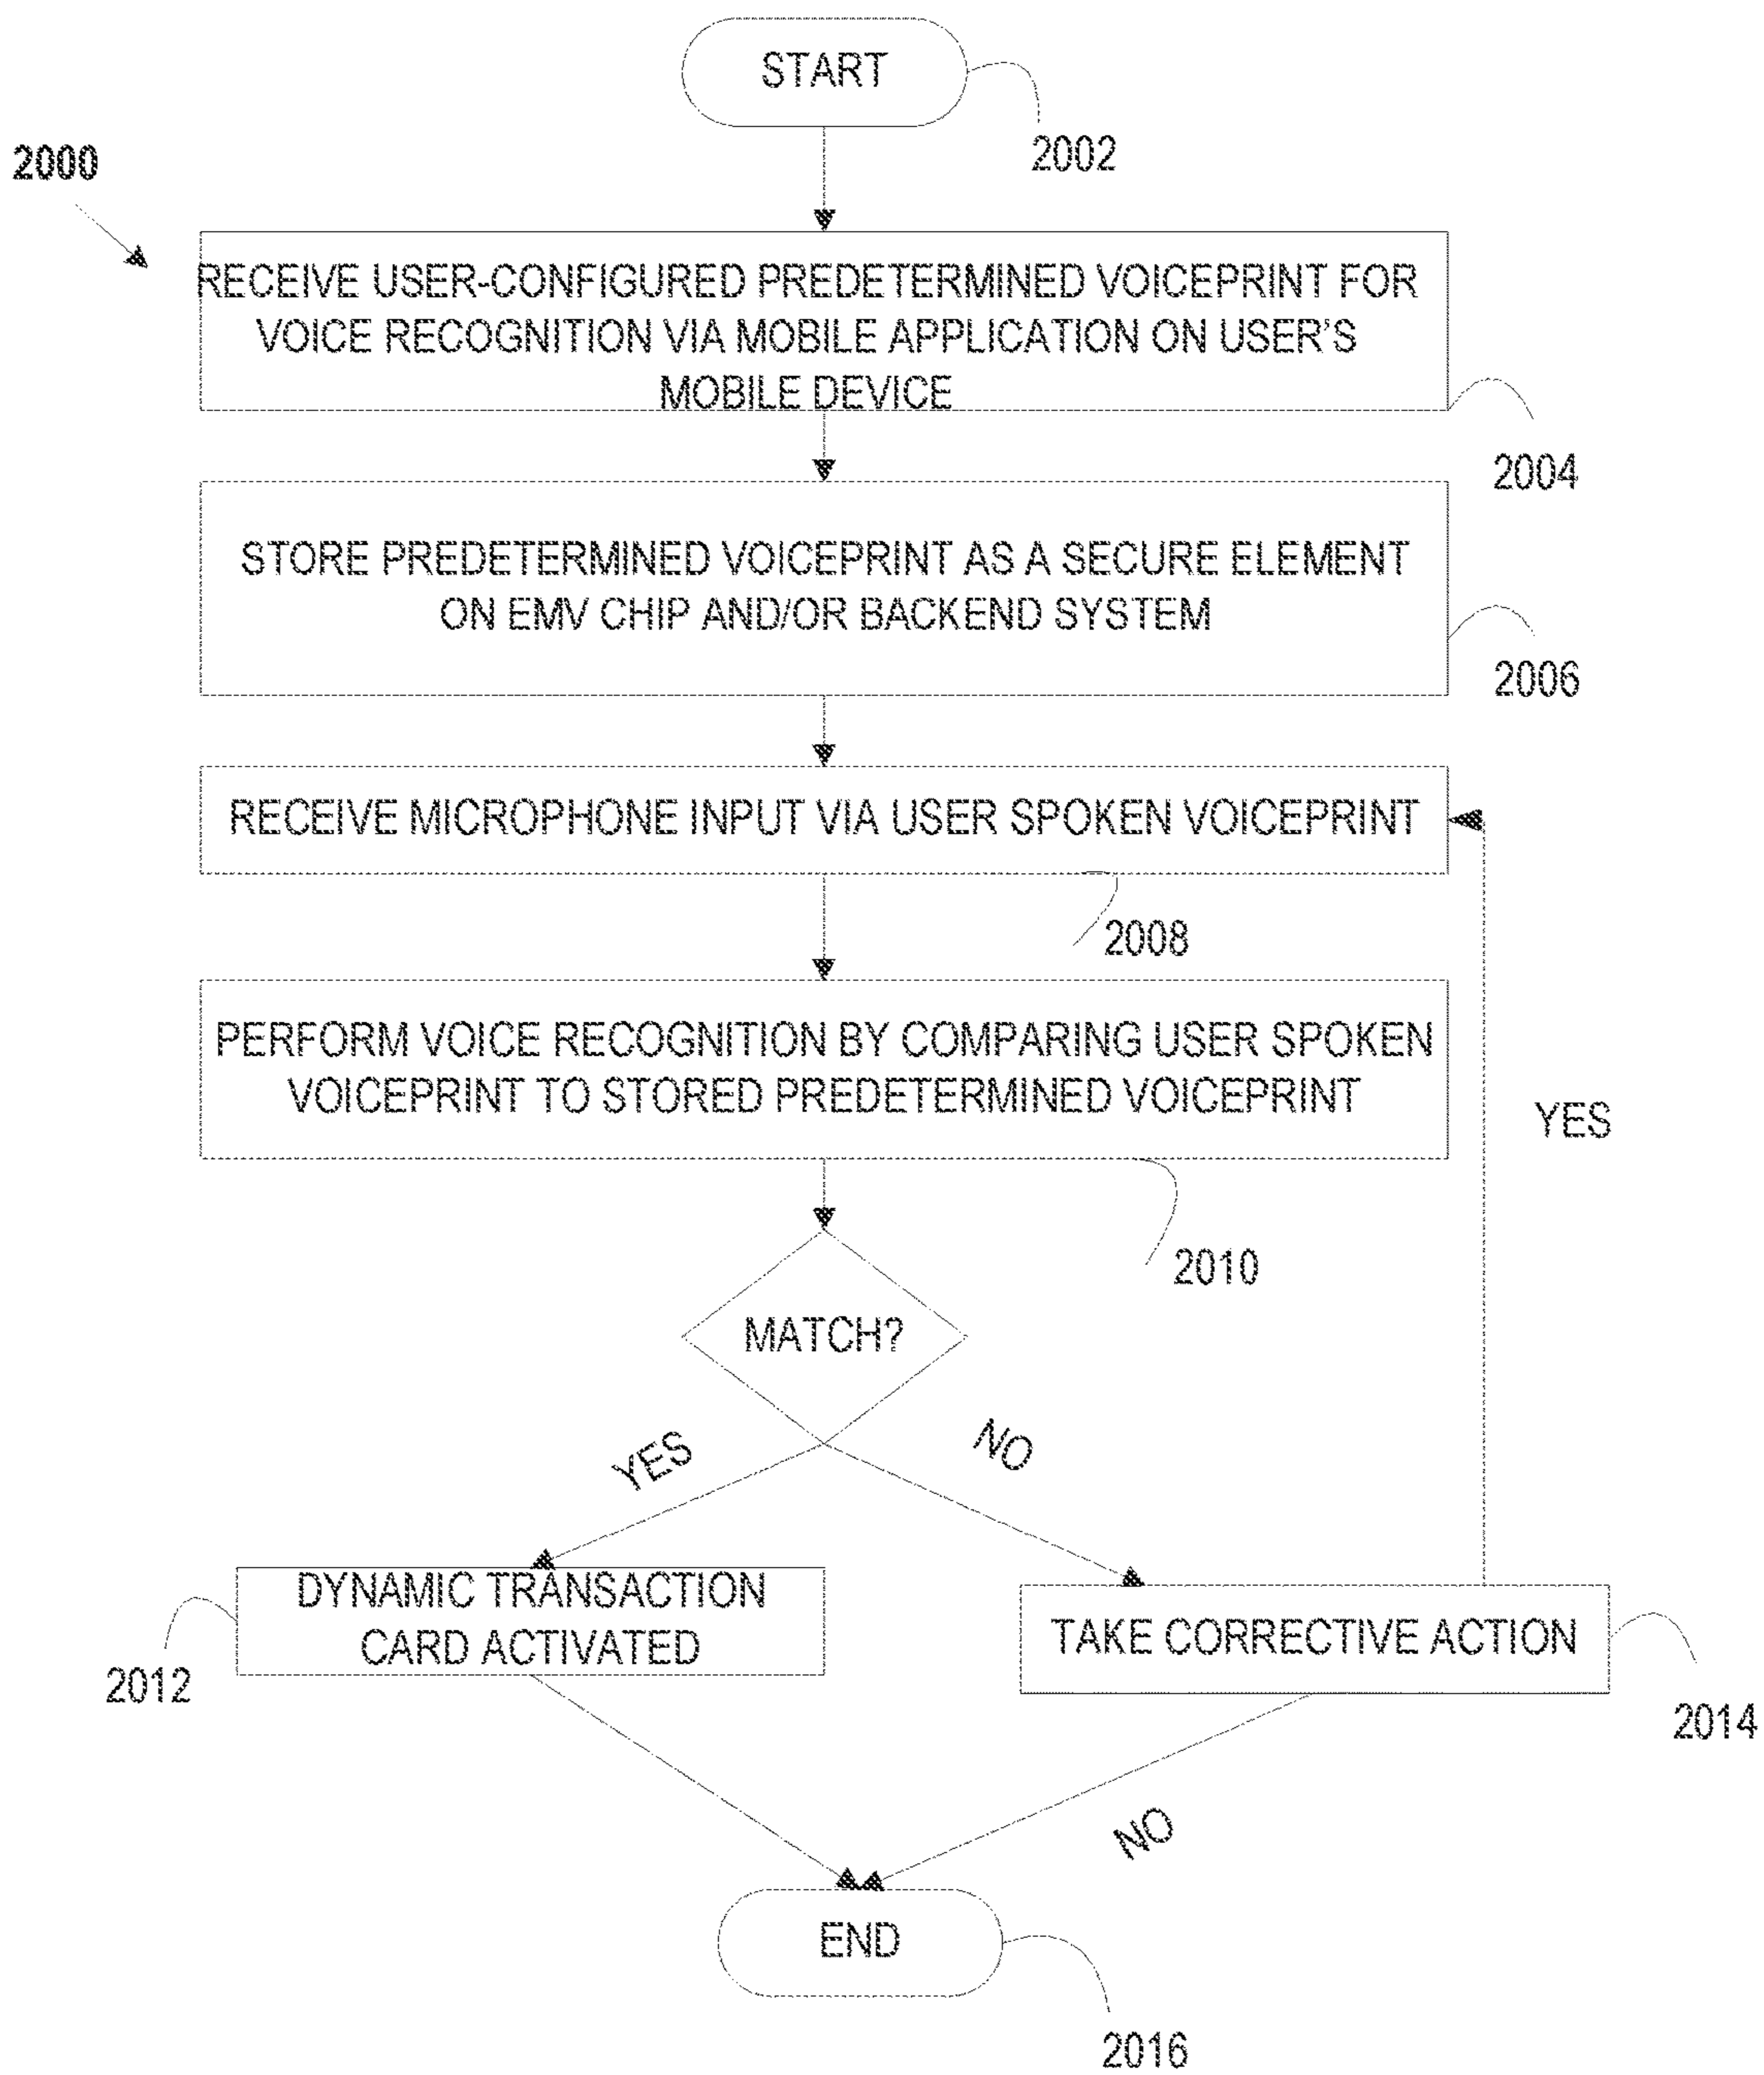 START
2002
2000
RECEIVE USER-CONFIGURED PREDETERMINED VOICEPRINT FOR
VOICE RECOGNITION VIA MOBILE APPLICATION ON USER'S
MOBILE DEVICE
2004
STORE PREDETERMINED VOICEPRINT AS A SECURE ELEMENT
ON EMV CHIP AND/OR BACKEND SYSTEM
2006
RECEIVE MICROPHONE INPUT VIA USER SPOKEN VOICEPRINT
2008
PERFORM VOICE RECOGNITION BY COMPARING USER SPOKEN
VOICEPRINT TO STORED PREDETERMINED VOICEPRINT
YES
2010
MATCH?
YES
NO
DYNAMIC TRANSACTION
CARD ACTIVATED
2012
TAKE CORRECTIVE ACTION
2014
NO
END
2016